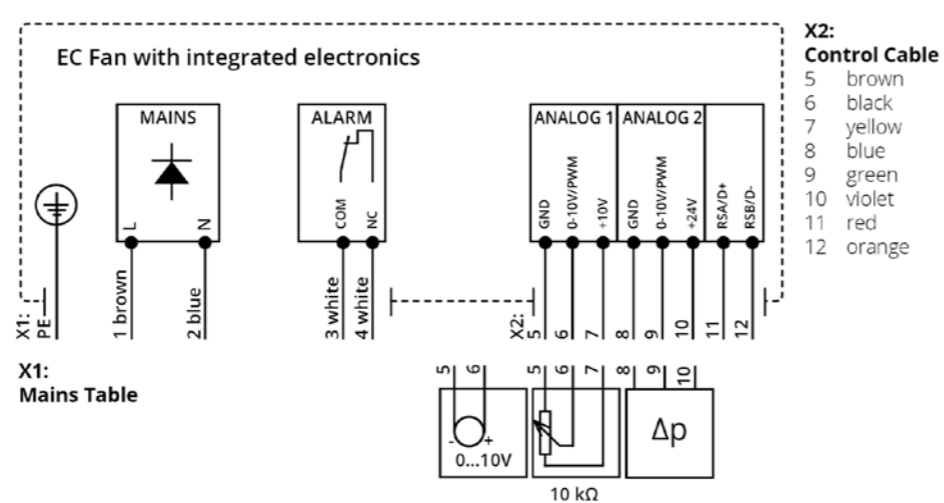 EC Fan with integrated electronics
MAINS
L
N
ALARM
COM
NC
ANALOG 1
GND
0-10V/PWM
+10V
ANALOG 2
GND
0-10V/PWM
+24V
RSA/D+
RSB/D-
X1:
PE
1 brown
2 blue
3 white
4 white
X2:
5
6
7
8
9
10
11
12
X1:
Mains Table
5
6
- +
0...10V
5
6
7
10 kΩ
8
9
10
Δp
X2:
Control Cable
5 brown
6 black
7 yellow
8 blue
9 green
10 violet
11 red
12 orange